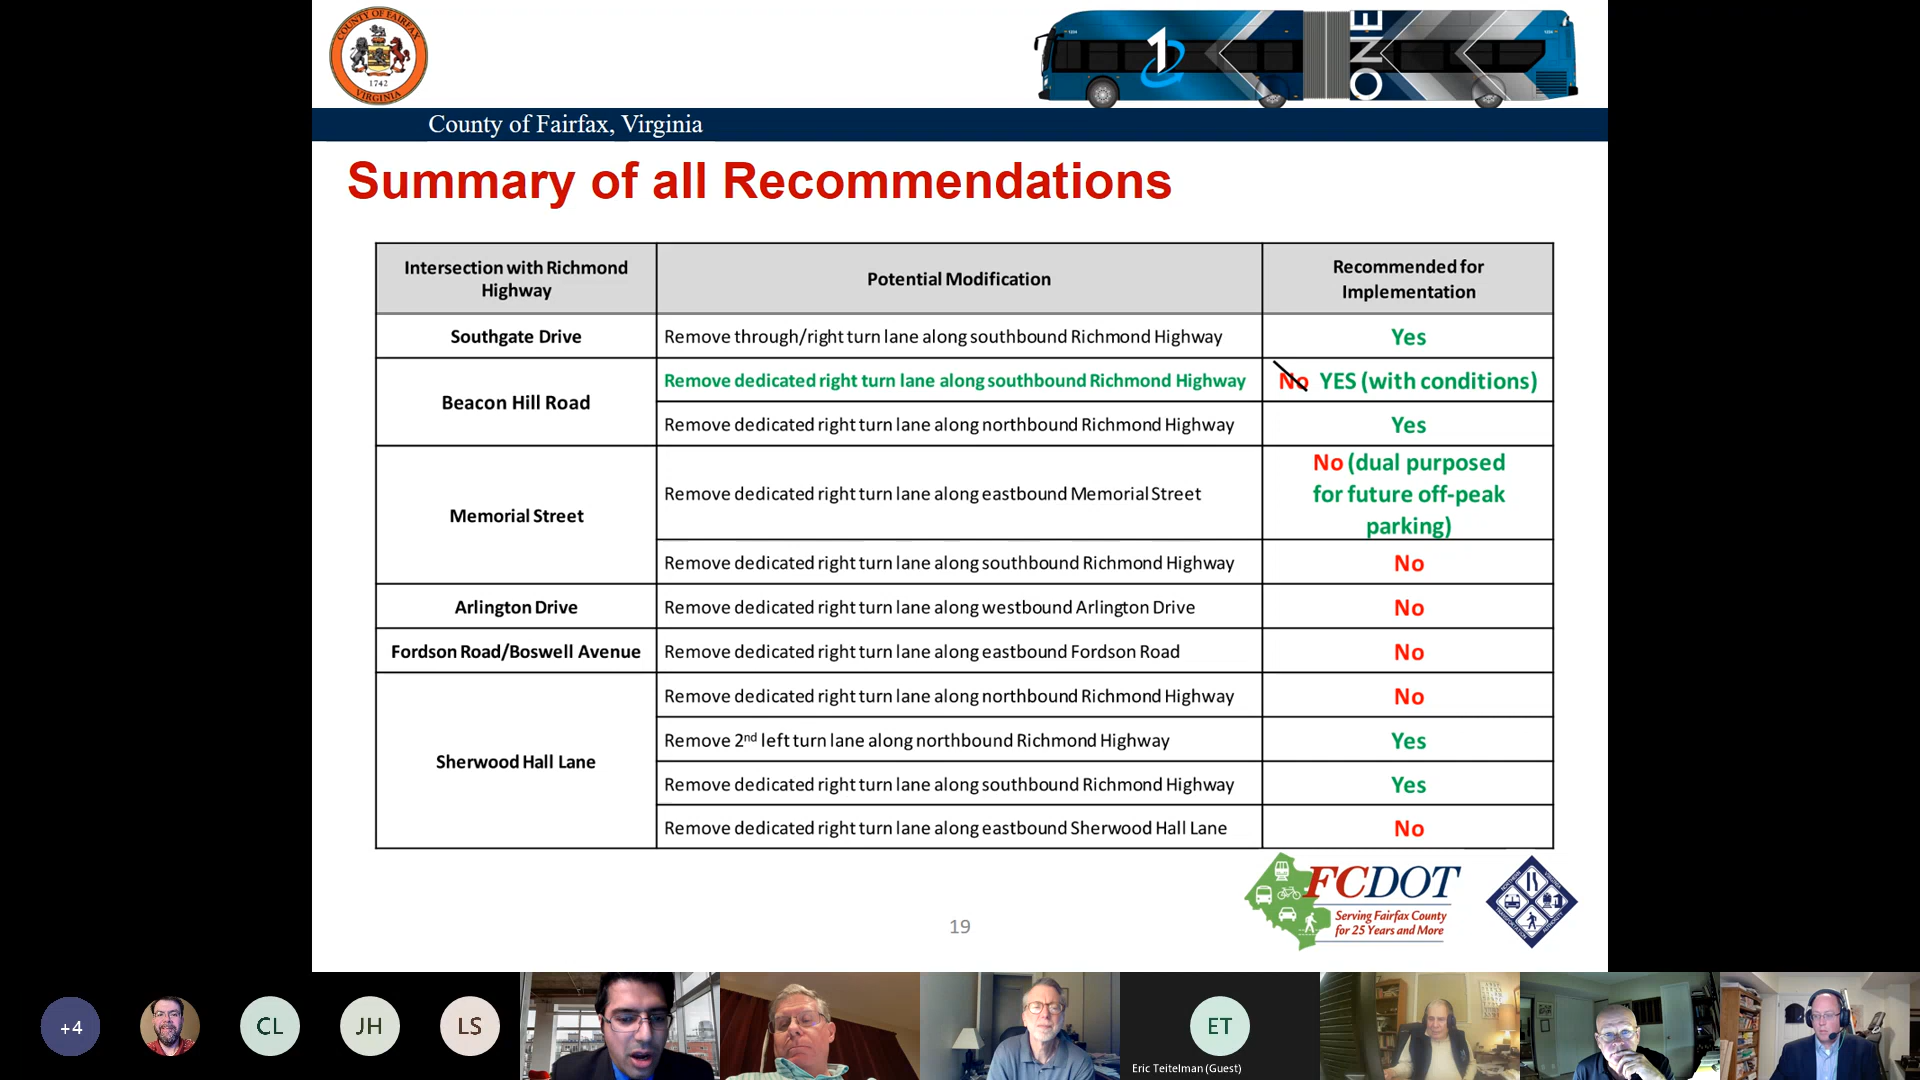 COUNTY OF FAIRFAX
1742
VIRGINIA
1
ONE
County of Fairfax, Virginia
Summary of all Recommendations
Intersection with Richmond
Highway
Potential Modification
Recommended for
Implementation
Southgate Drive
Remove through/right turn lane along southbound Richmond Highway
Yes
Beacon Hill Road
Remove dedicated right turn lane along southbound Richmond Highway
No YES (with conditions)
Remove dedicated right turn lane along northbound Richmond Highway
Yes
Memorial Street
Remove dedicated right turn lane along eastbound Memorial Street
No (dual purposed
for future off-peak
parking)
Remove dedicated right turn lane along southbound Richmond Highway
No
Arlington Drive
Remove dedicated right turn lane along westbound Arlington Drive
No
Fordson Road/Boswell Avenue
Remove dedicated right turn lane along eastbound Fordson Road
No
Sherwood Hall Lane
Remove dedicated right turn lane along northbound Richmond Highway
No
Remove 2nd left turn lane along northbound Richmond Highway
Yes
Remove dedicated right turn lane along southbound Richmond Highway
Yes
Remove dedicated right turn lane along eastbound Sherwood Hall Lane
No
FCDOT
Serving Fairfax County
for 25 Years and More
19
+4
CL
JH
LS
ET
Eric Teitelman (Guest)